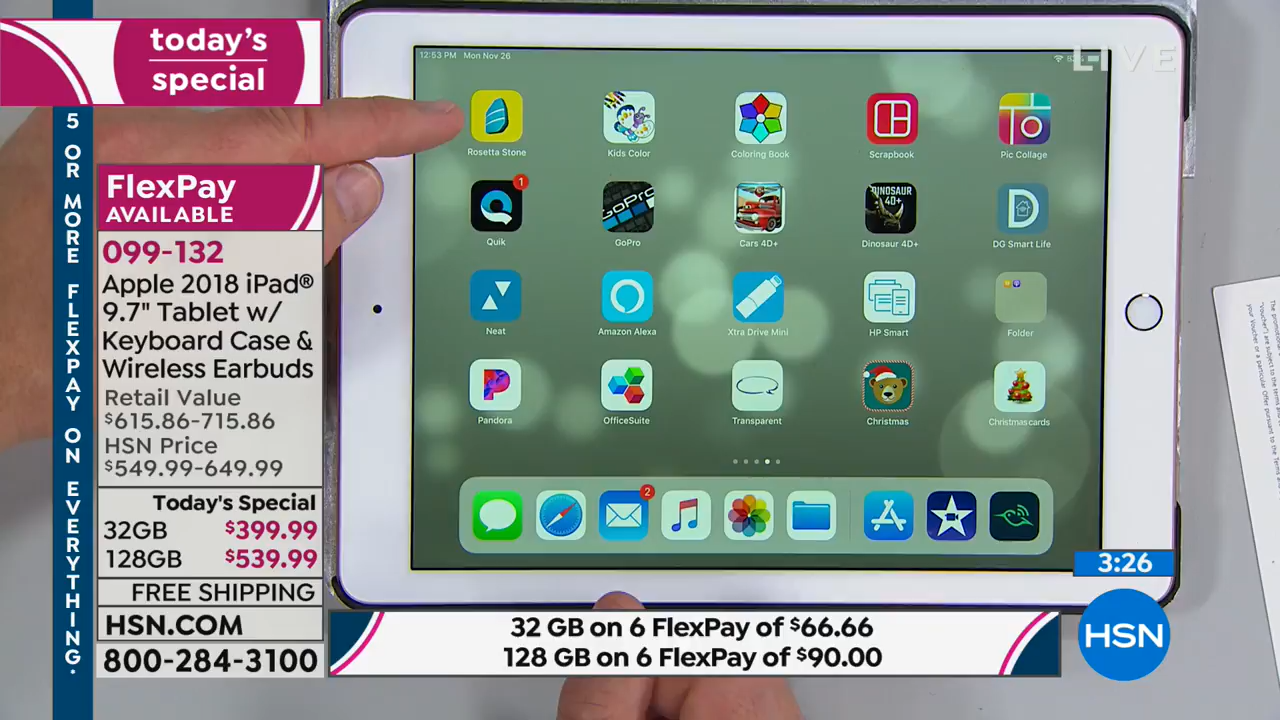 today's
special
5 OR MORE FLEXPAY ON EVERYTHING.
FlexPay
AVAILABLE
099-132
Apple 2018 iPad®
9.7" Tablet w/
Keyboard Case &
Wireless Earbuds
Retail Value
$615.86-715.86
HSN Price
$549.99-649.99
Today's Special
32GB $399.99
128GB $539.99
FREE SHIPPING
HSN.COM
800-284-3100
12:53 PM Mon Nov 26
LIVE
Rosetta Stone
Kids Color
Coloring Book
Scrapbook
TO
Pic Collage
1
Quik
GoPro
GoPro
Cars 4D+
DINOSAUR
4D+
Dinosaur 4D+
D
DG Smart Life
Neat
Amazon Alexa
Xtra Drive Mini
HP Smart
Folder
Pandora
OfficeSuite
Transparent
Christmas
Christmas cards
2
3:26
32 GB on 6 FlexPay of $66.66
128 GB on 6 FlexPay of $90.00
HSN